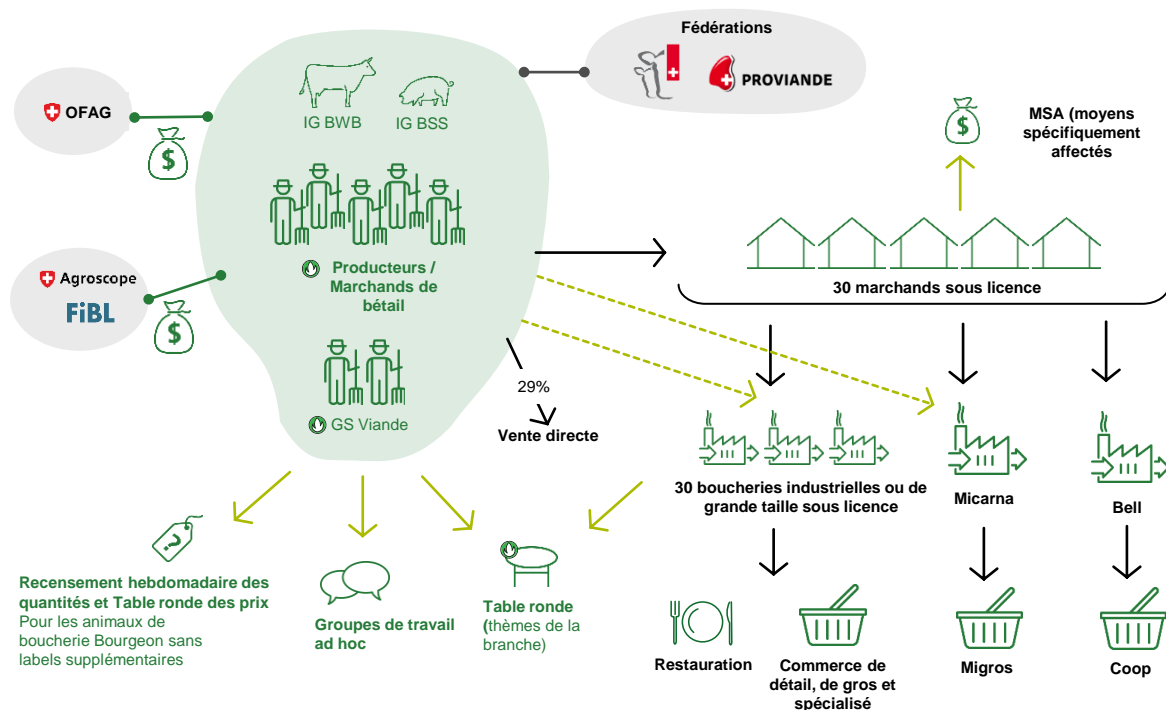 Fédérations
PROVIANDE
OFAG
IG BWB
IG BSS
$
MSA (moyens
spécifiquement
affectés
$
Agroscope
FiBL
$
Producteurs /
Marchands de
bétail
30 marchands sous licence
29%
Vente directe
GS Viande
30 boucheries industrielles ou de
grande taille sous licence
Micarna
Bell
?
Recensement hebdomadaire des
quantités et Table ronde des prix
Pour les animaux de
boucherie Bourgeon sans
labels supplémentaires
Groupes de travail
ad hoc
Table ronde
(thèmes de la
branche)
Restauration
Commerce de
détail, de gros et
spécialisé
Migros
Coop